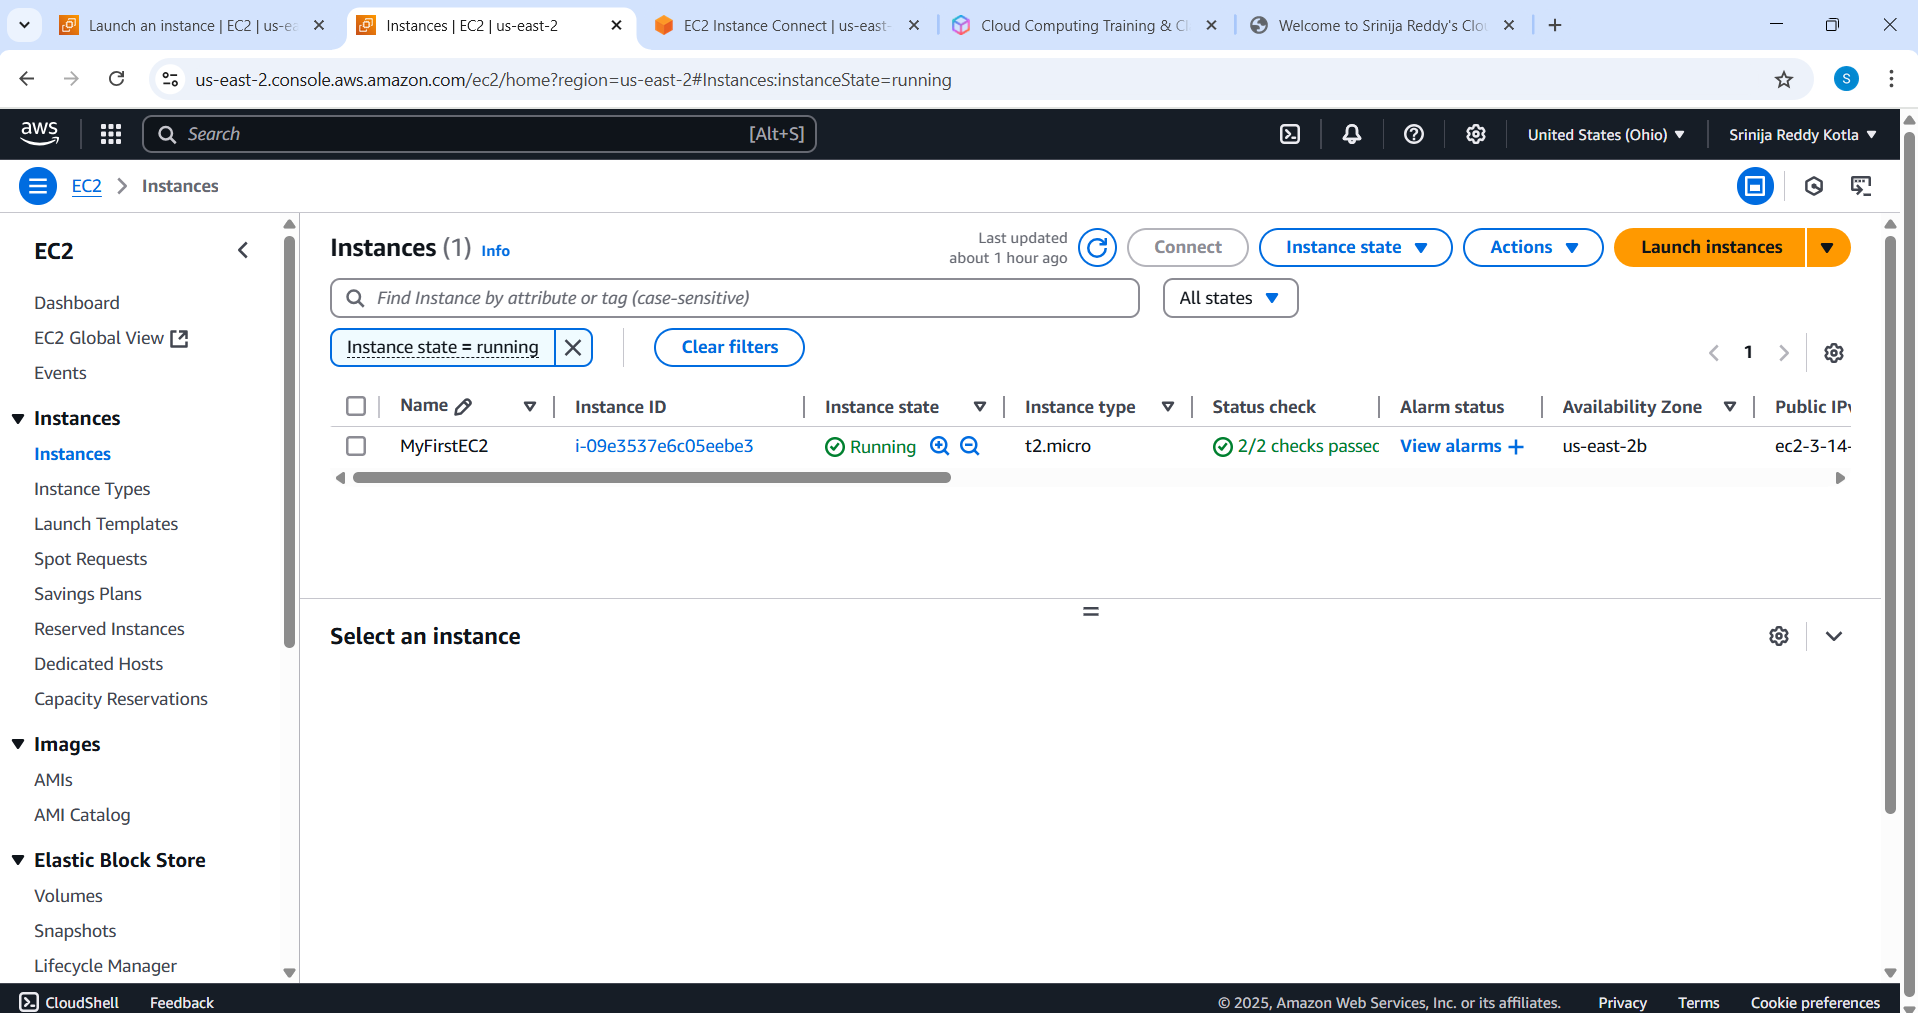 Launch an instance | EC2 | us-ea
Instances | EC2 | us-east-2
EC2 Instance Connect | us-east-
Cloud Computing Training & Cl
Welcome to Srinija Reddy's Clou
us-east-2.console.aws.amazon.com/ec2/home?region=us-east-2#Instances:instanceState=running
S
aws
Search
[Alt+S]
United States (Ohio)
Srinija Reddy Kotla
EC2
Instances
EC2
Dashboard
EC2 Global View
Events
Instances
Instances
Instance Types
Launch Templates
Spot Requests
Savings Plans
Reserved Instances
Dedicated Hosts
Capacity Reservations
Images
AMIs
AMI Catalog
Elastic Block Store
Volumes
Snapshots
Lifecycle Manager
Instances (1) Info
Last updated
about 1 hour ago
Connect
Instance state
Actions
Launch instances
Find Instance by attribute or tag (case-sensitive)
All states
Instance state = running
Clear filters
1
Name Instance ID Instance state Instance type Status check Alarm status Availability Zone Public IPv
MyFirstEC2 i-09e3537e6c05eebe3 Running t2.micro 2/2 checks passed View alarms + us-east-2b ec2-3-14-
Select an instance
CloudShell Feedback © 2025, Amazon Web Services, Inc. or its affiliates. Privacy Terms Cookie preferences